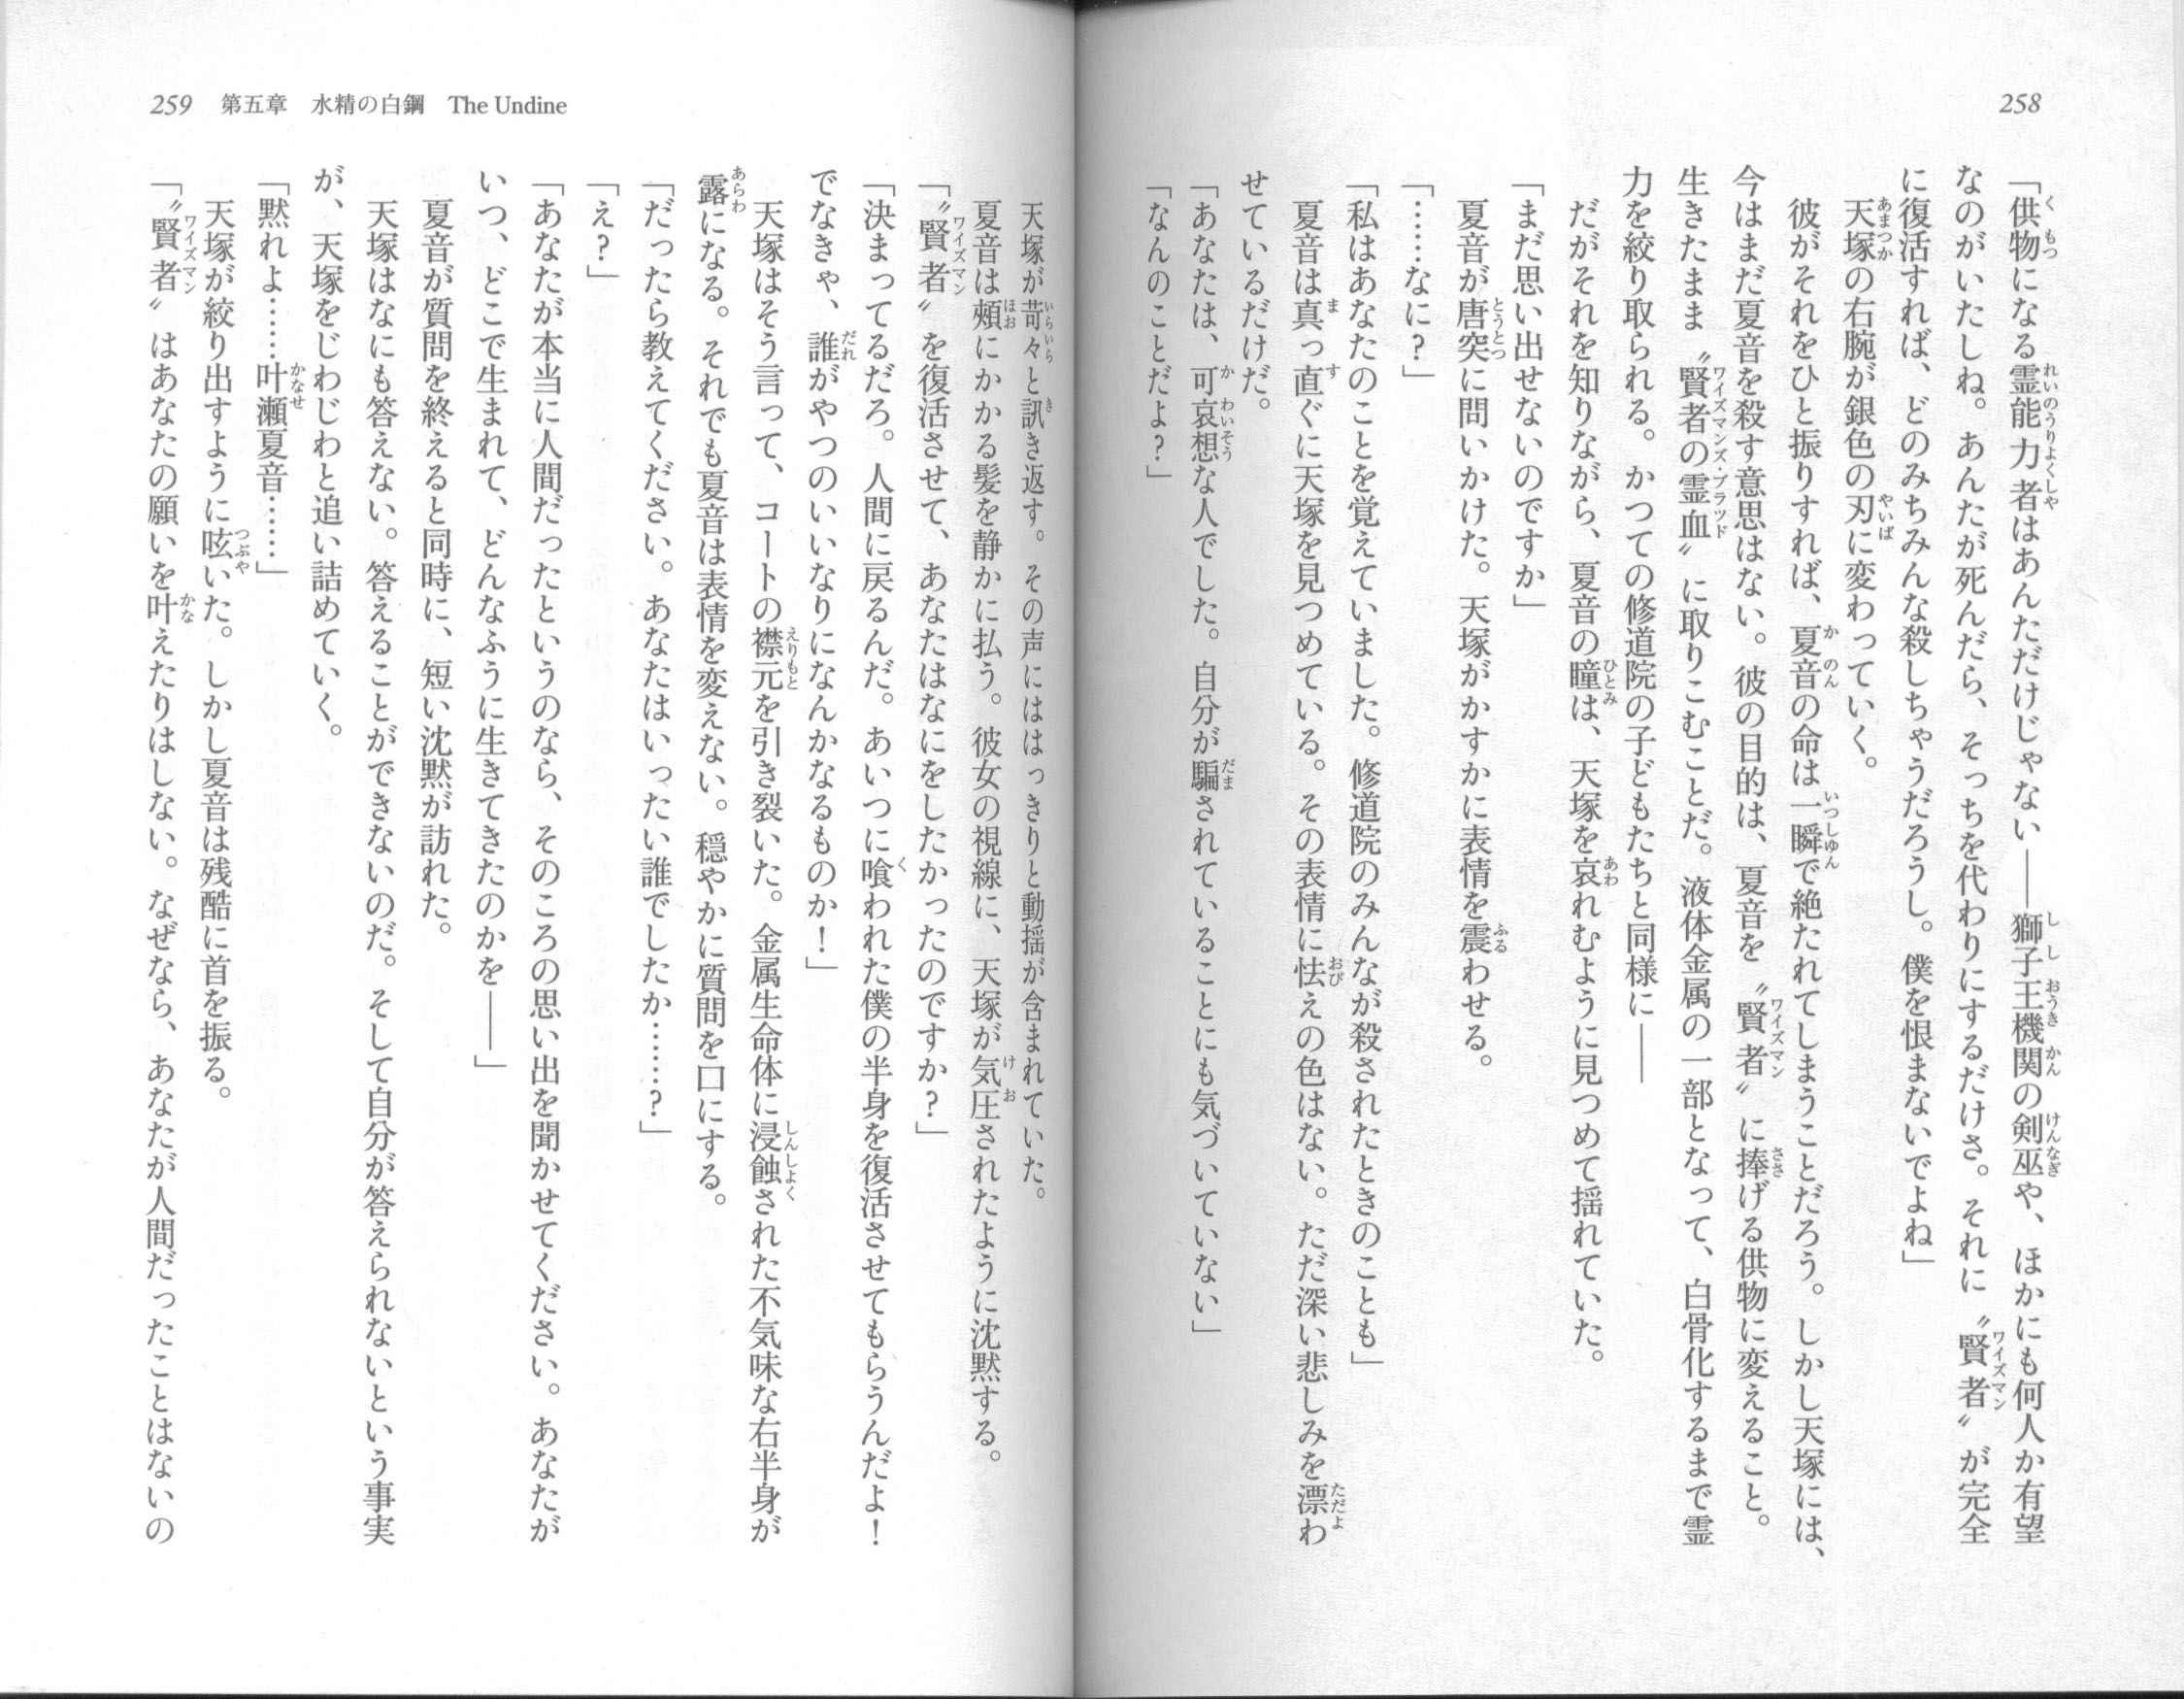 258
「供物になる霊能力者はあんただけじゃない――獅子王機関の剣巫や、ほかにも何人か有望
なのがいたしね。あんたが死んだら、そっちを代わりにするだけさ。それに〝賢者〟が完全
に復活すれば、どのみちみんな殺しちゃうだろうし。僕を恨まないでよね」
天塚の右腕が銀色の刃に変わっていく。
彼がそれをひと振りすれば、夏音の命は一瞬で絶たれてしまうことだろう。しかし天塚には、
今はまだ夏音を殺す意思はない。彼の目的は、夏音を〝賢者〟に捧げる供物に変えること。
生きたまま〝賢者の霊血〟に取りこむことだ。液体金属の一部となって、白骨化するまで霊
力を絞り取られる。かつての修道院の子どもたちと同様に――
だがそれを知りながら、夏音の瞳は、天塚を哀れむように見つめて揺れていた。
「まだ思い出せないのですか」
夏音が唐突に問いかけた。天塚がかすかに表情を震わせる。
「……なに？」
「私はあなたのことを覚えていました。修道院のみんなが殺されたときのことも」
夏音は真っ直ぐに天塚を見つめている。その表情に怯えの色はない。ただ深い悲しみを漂わ
せているだけだ。
「あなたは、可哀想な人でした。自分が騙されていることにも気づいていない」
「なんのことだよ？」
259　第五章　水精の白鋼　The Undine
天塚が苛々と訊き返す。その声にははっきりと動揺が含まれていた。
夏音は頬にかかる髪を静かに払う。彼女の視線に、天塚が気圧されたように沈黙する。
「〝賢者〟を復活させて、あなたはなにをしたかったのですか？」
「決まってるだろ。人間に戻るんだ。あいつに喰われた僕の半身を復活させてもらうんだよ！
でなきゃ、誰がやつのいいなりになんかなるものか！」
天塚はそう言って、コートの襟元を引き裂いた。金属生命体に浸蝕された不気味な右半身が
露になる。それでも夏音は表情を変えない。穏やかに質問を口にする。
「だったら教えてください。あなたはいったい誰でしたか……？」
「え？」
「あなたが本当に人間だったというのなら、そのころの思い出を聞かせてください。あなたが
いつ、どこで生まれて、どんなふうに生きてきたのかを――」
夏音が質問を終えると同時に、短い沈黙が訪れた。
天塚はなにも答えない。答えることができないのだ。そして自分が答えられないという事実
が、天塚をじわじわと追い詰めていく。
「黙れよ……叶瀬夏音……」
天塚が絞り出すように呟いた。しかし夏音は残酷に首を振る。
「〝賢者〟はあなたの願いを叶えたりはしない。なぜなら、あなたが人間だったことはないの